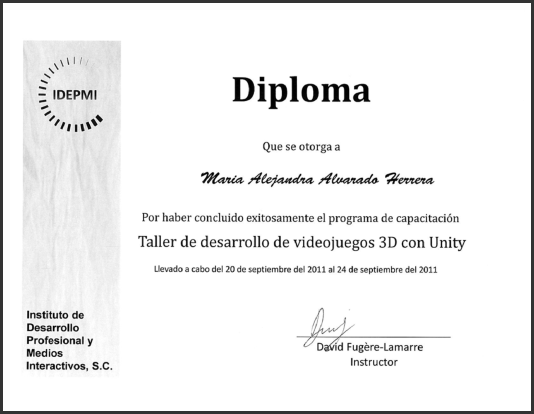 IDEPMI
Diploma
Que se otorga a
María Alejandra Alvarado Herrera
Por haber concluido exitosamente el programa de capacitación
Taller de desarrollo de videojuegos 3D con Unity
Llevado a cabo del 20 de septiembre del 2011 al 24 de septiembre del 2011
Instituto de
Desarrollo
Profesional y
Medios
Interactivos, S.C.
David Fugère-Lamarre
Instructor